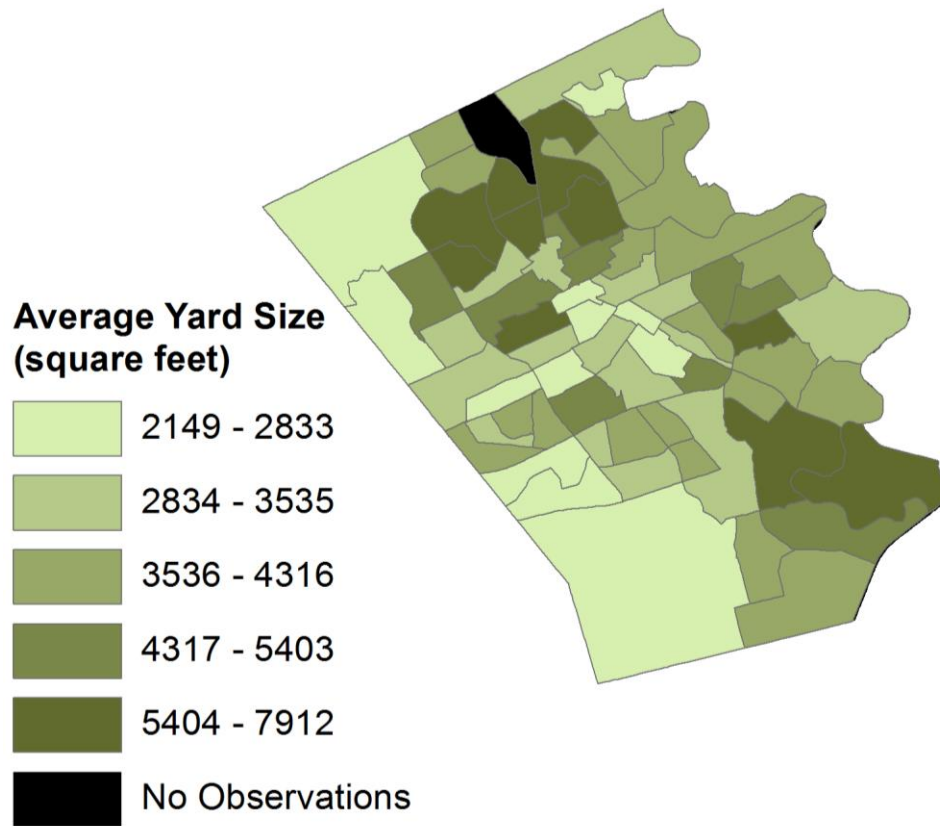 Average Yard Size
(square feet)
2149 - 2833
2834 - 3535
3536 - 4316
4317 - 5403
5404 - 7912
No Observations